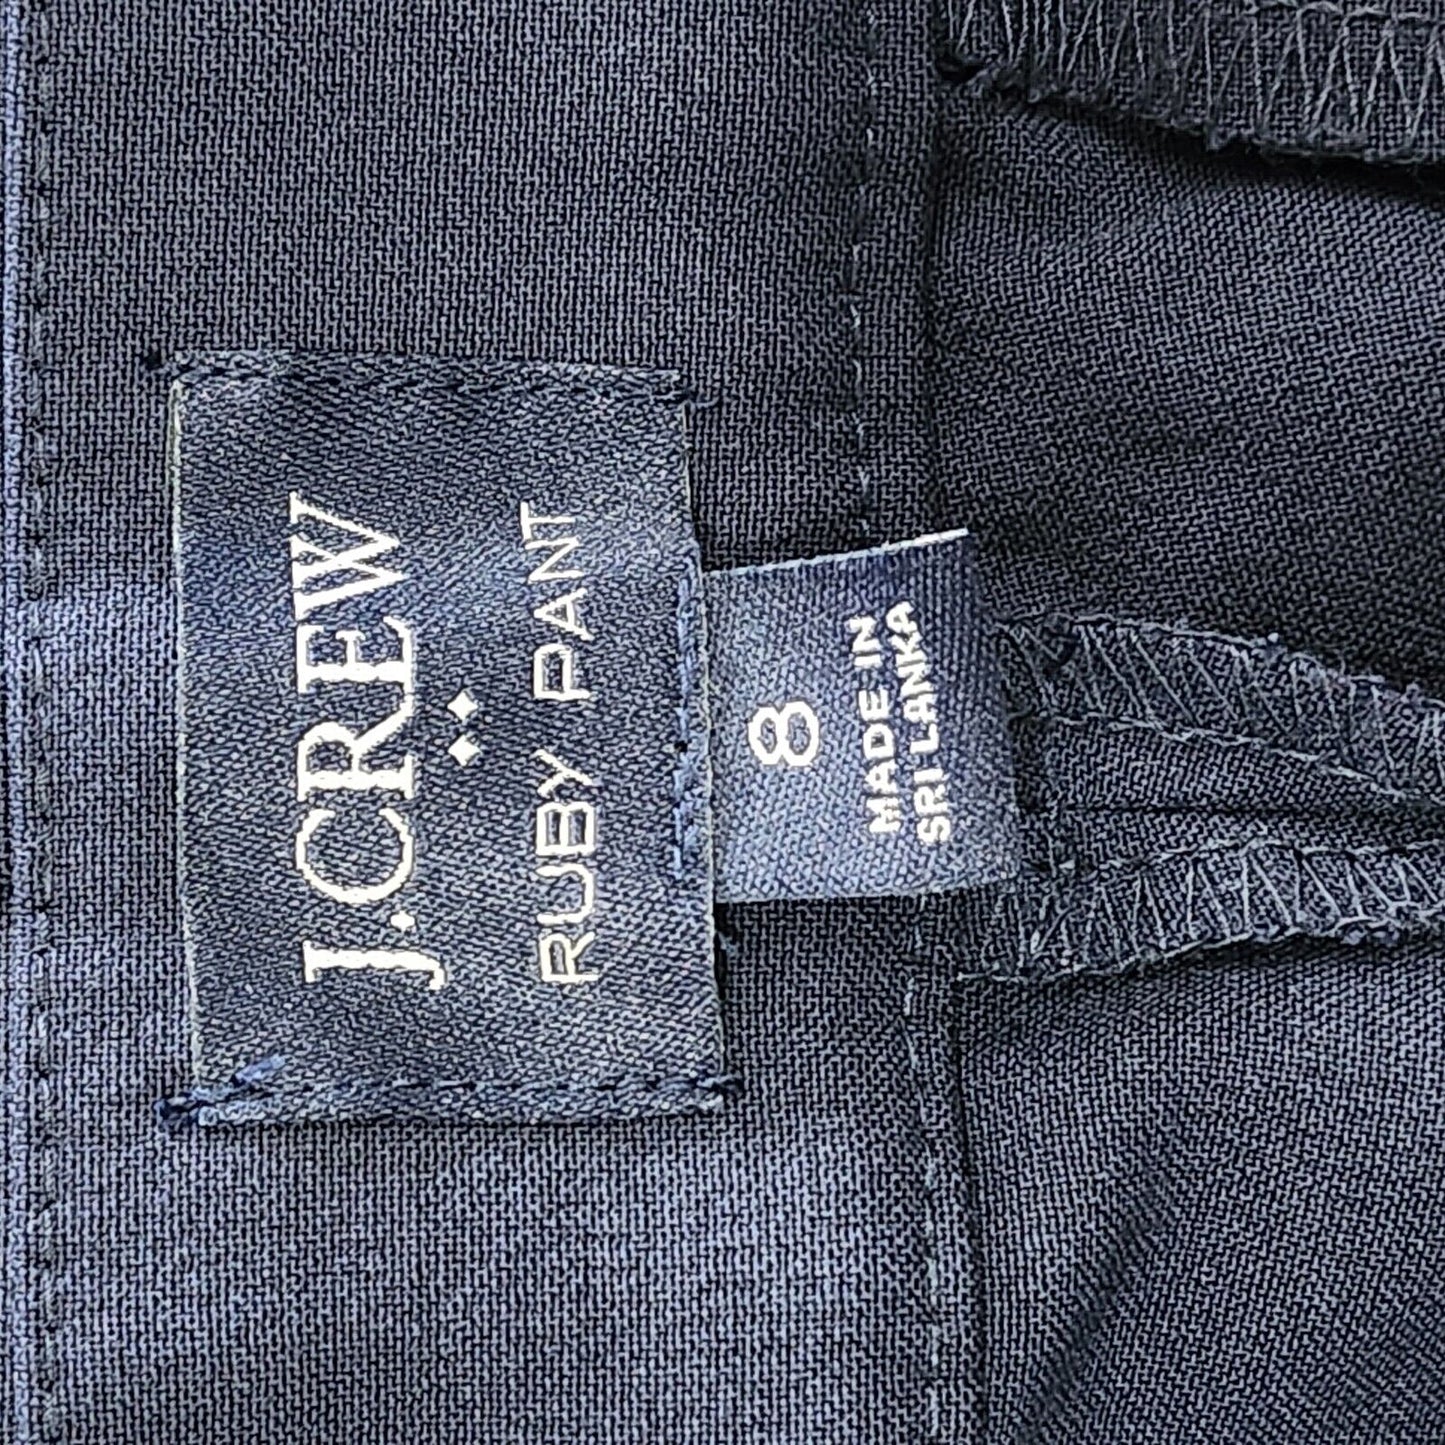 J.CREW
RUBY PANT
8
MADE IN
SRI LANKA